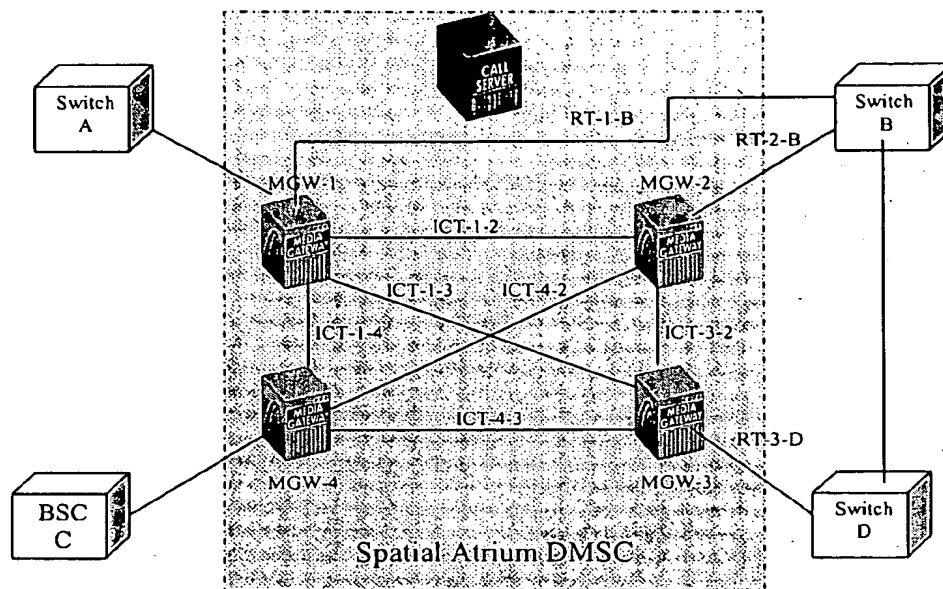 CALL
SERVER
Switch
A
RT-1-B
Switch
B
RT-2-B
MGW-1
MGW-2
MEDIA
GATEWAY
ICT-1-2
MEDIA
GATEWAY
ICT-1-3
ICT-4-2
ICT-1-4
ICT-3-2
MEDIA
GATEWAY
ICT-4-3
MEDIA
GATEWAY
RT-3-D
MGW-4
MGW-3
BSC
C
Switch
D
Spatial Atrium DMSC